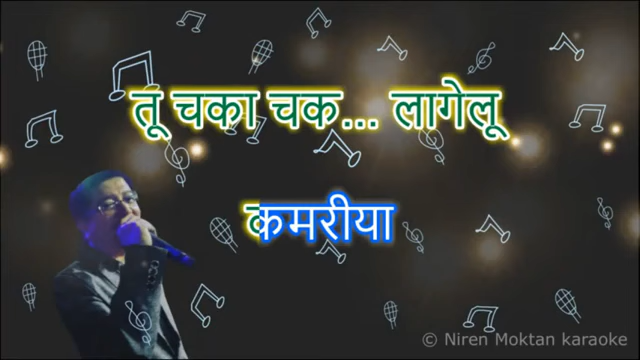 तू चका चक... लागेलू
कमरीया
© Niren Moktan karaoke